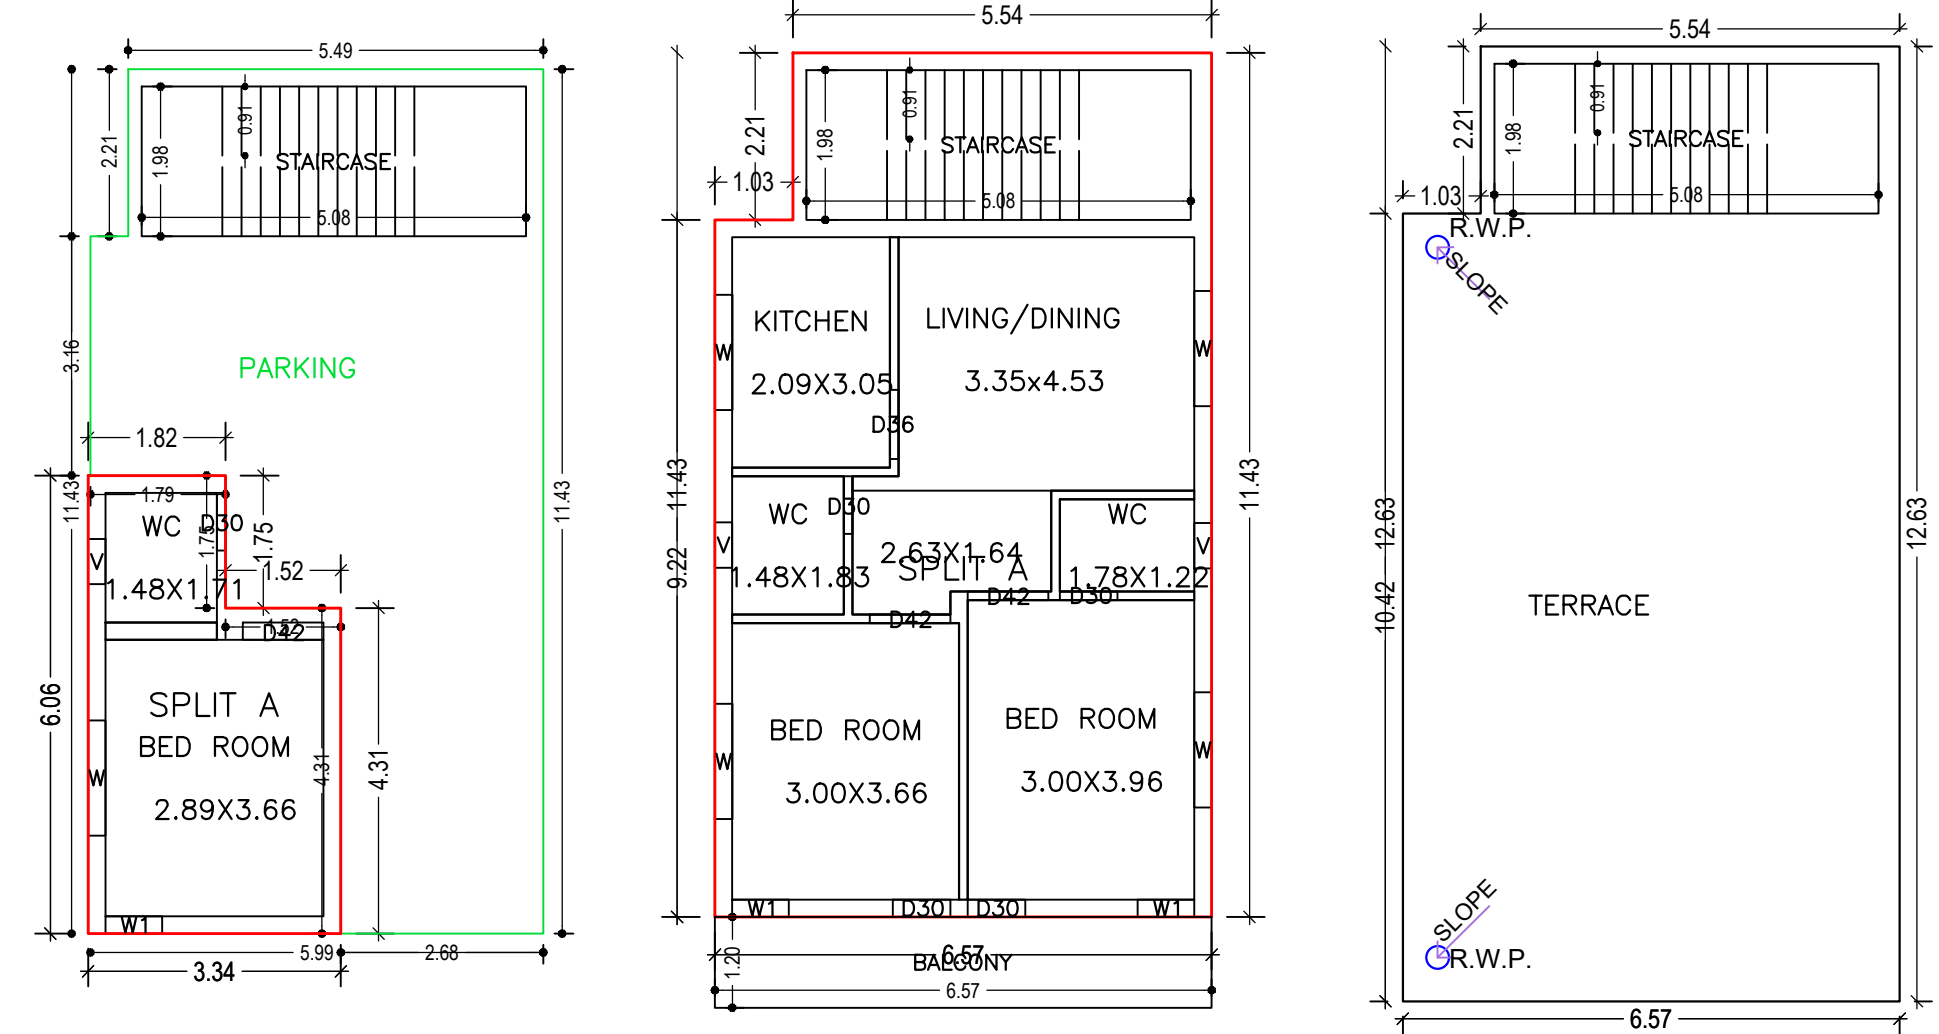 5.49
2.21
1.98
0.91
STAIRCASE
5.08
3.16
PARKING
1.82
11.43
11.43
1.79
WC
D30
1.75
1.75
V
1.52
1.48X1.71
1.52
D42
6.06
SPLIT A
BED ROOM
W
4.31
4.31
2.89X3.66
W1
5.99
2.68
3.34
5.54
2.21
1.98
0.91
STAIRCASE
1.03
5.08
KITCHEN
LIVING/DINING
W
W
2.09X3.05
3.35x4.53
D36
11.43
11.43
WC
D30
WC
V
V
2.63X1.64
9.22
SPLIT A
1.48X1.83
1.78X1.22
D42
D30
D42
BED ROOM
BED ROOM
W
W
3.00X3.66
3.00X3.96
W1
D30
D30
W1
1.20
6.57
BALCONY
6.57
5.54
2.21
1.98
0.91
STAIRCASE
1.03
5.08
R.W.P.
SLOPE
12.63
12.63
10.42
TERRACE
SLOPE
R.W.P.
6.57